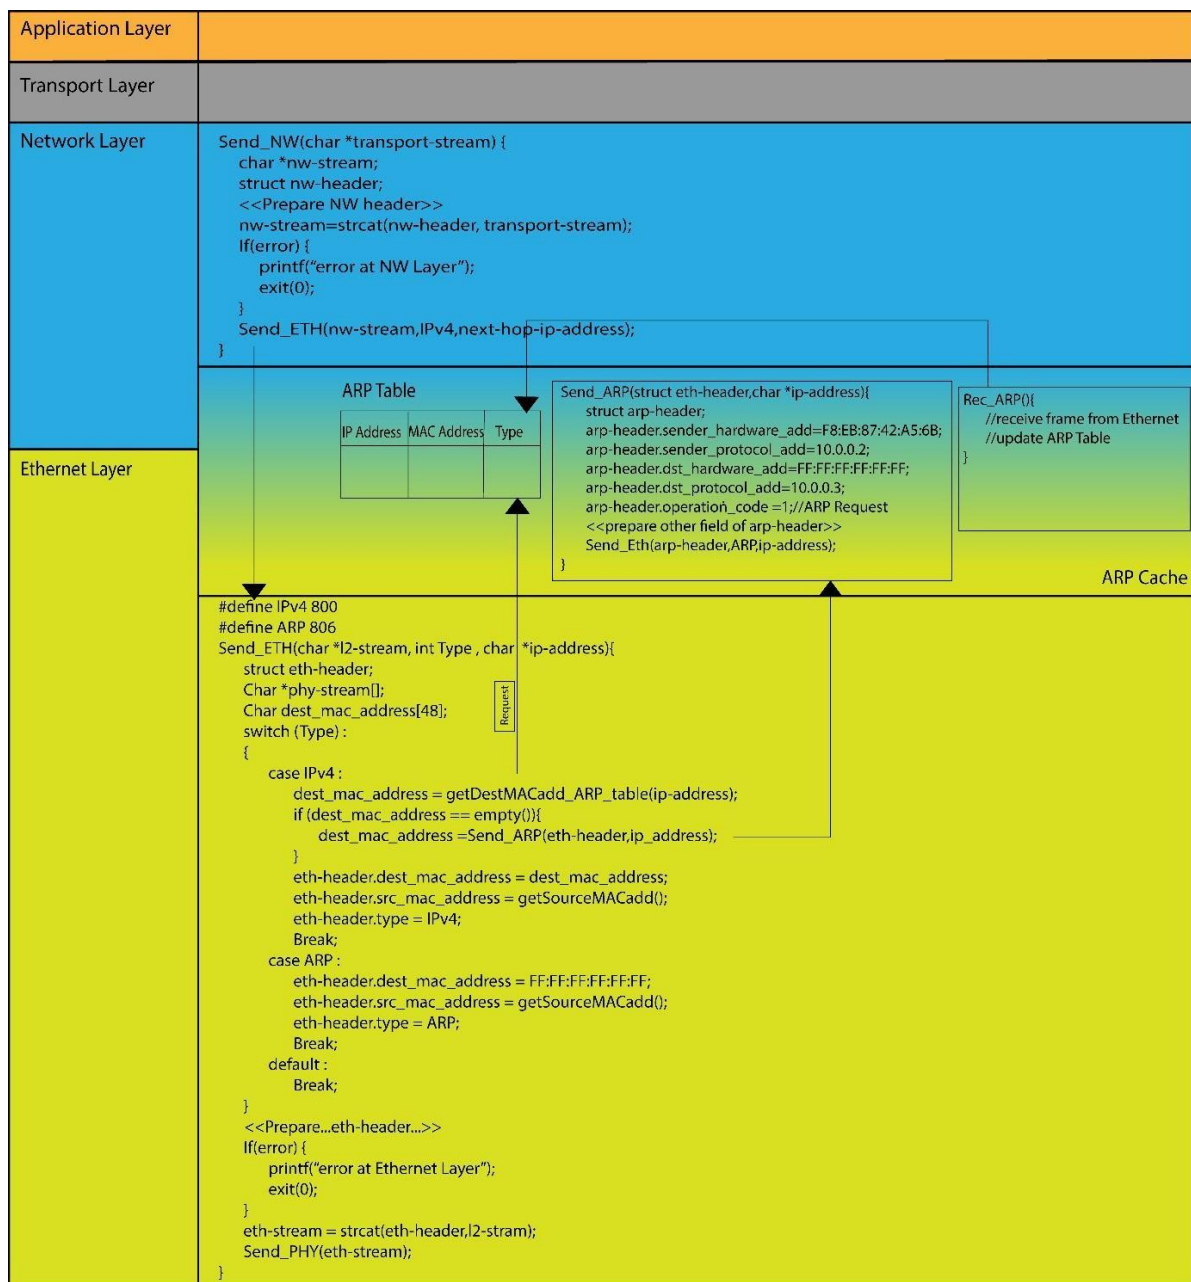 Application Layer
Transport Layer
Network Layer
Send_NW(char *transport-stream) {
char *nw-stream;
struct nw-header;
<<Prepare NW header>>
nw-stream=strcat(nw-header, transport-stream);
If(error) {
printf("error at NW Layer");
exit(0);
}
Send_ETH(nw-stream,IPv4,next-hop-ip-address);
}
ARP Table
IP Address MAC Address Type
Send_ARP(struct eth-header,char *ip-address){
struct arp-header;
arp-header.sender_hardware_add=F8:EB:87:42:A5:6B;
arp-header.sender_protocol_add=10.0.0.2;
arp-header.dst_hardware_add=FF:FF:FF:FF:FF:FF;
arp-header.dst_protocol_add=10.0.0.3;
arp-header.operation_code =1;//ARP Request
<<prepare other field of arp-header>>
Send_Eth(arp-header,ARP,ip-address);
}
Rec_ARP(){
//receive frame from Ethernet
//update ARP Table
}
ARP Cache
Ethernet Layer
#define IPv4 800
#define ARP 806
Send_ETH(char *l2-stream, int Type , char *ip-address){
struct eth-header;
Char *phy-stream[];
Char dest_mac_address[48];
switch (Type) :
{
case IPv4 :
dest_mac_address = getDestMACadd_ARP_table(ip-address);
if (dest_mac_address == empty()){
dest_mac_address =Send_ARP(eth-header,ip_address);
}
eth-header.dest_mac_address = dest_mac_address;
eth-header.src_mac_address = getSourceMACadd();
eth-header.type = IPv4;
Break;
case ARP :
eth-header.dest_mac_address = FF:FF:FF:FF:FF:FF;
eth-header.src_mac_address = getSourceMACadd();
eth-header.type = ARP;
Break;
default :
Break;
}
<<Prepare...eth-header...>>
If(error) {
printf("error at Ethernet Layer");
exit(0);
}
eth-stream = strcat(eth-header,l2-stram);
Send_PHY(eth-stream);
}
Request